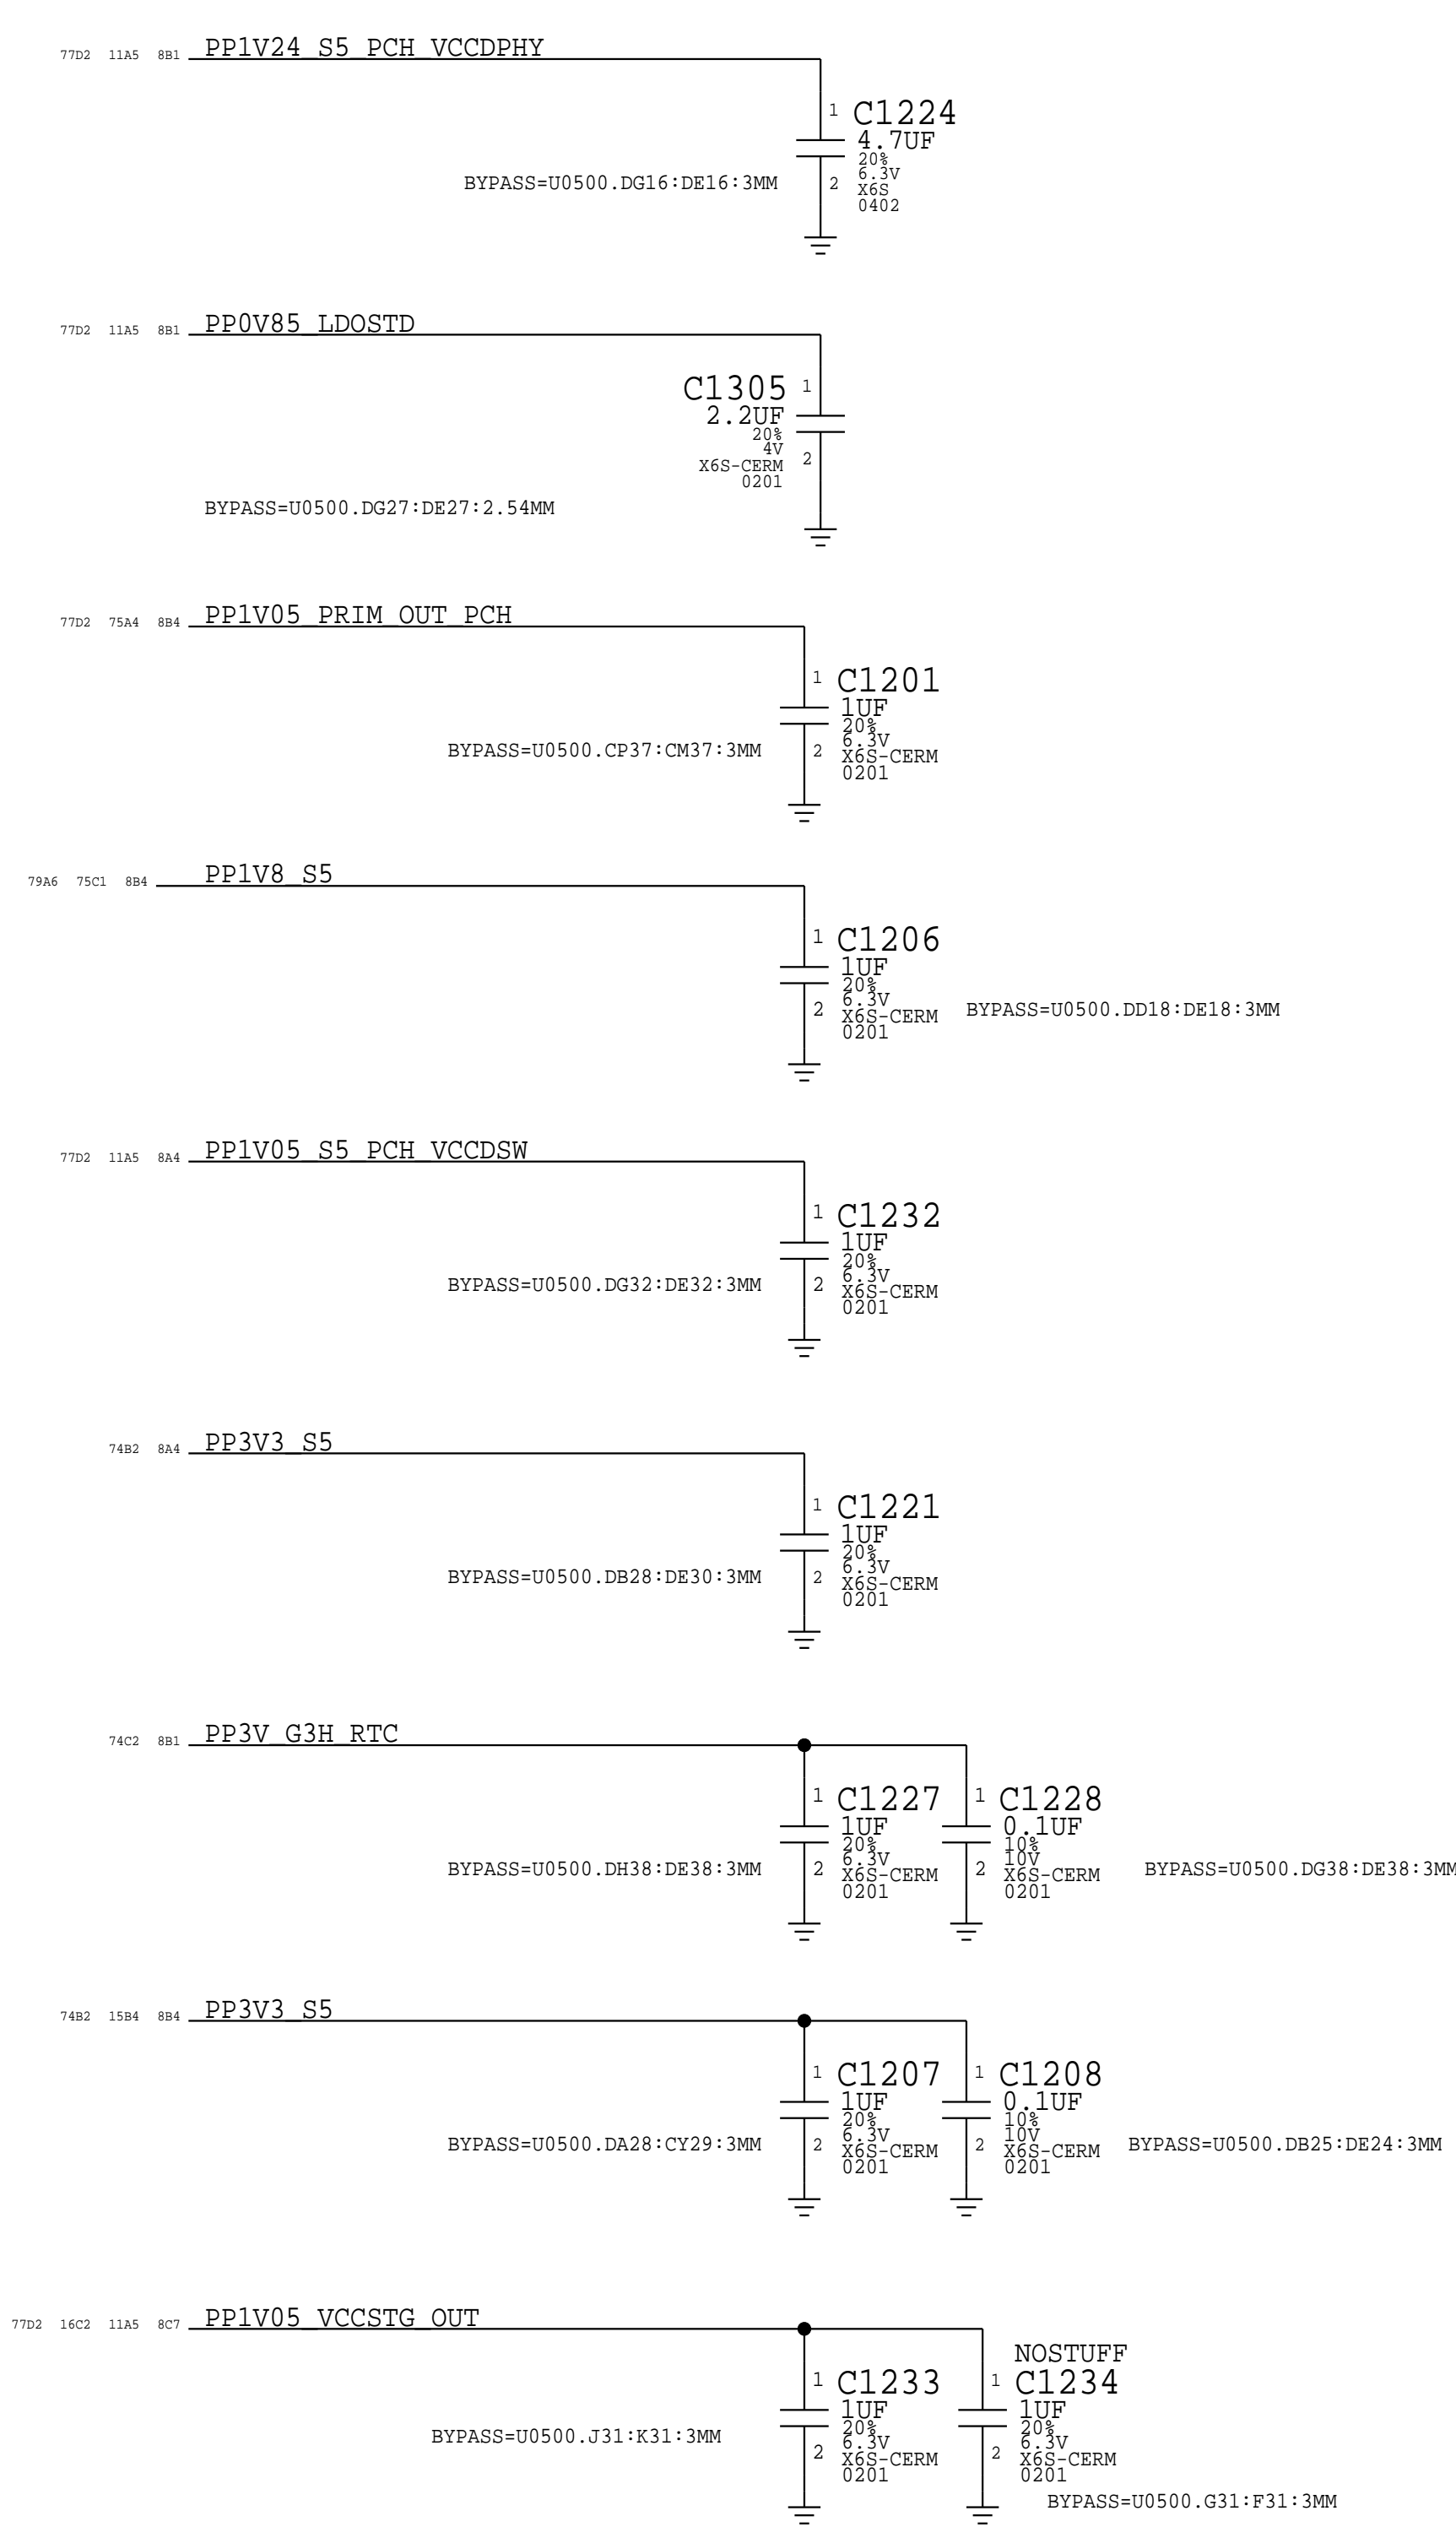 77D2 11A5 8B1 PP1V24_S5_PCH_VCCDPHY
1 C1224
4.7UF
20%
6.3V
BYPASS=U0500.DG16:DE16:3MM 2 X6S
0402
77D2 11A5 8B1 PP0V85_LDOSTD
C1305 1
2.2UF
20%
4V
X6S-CERM 2
0201
BYPASS=U0500.DG27:DE27:2.54MM
77D2 75A4 8B4 PP1V05_PRIM_OUT_PCH
1 C1201
1UF
20%
6.3V
BYPASS=U0500.CP37:CM37:3MM 2 X6S-CERM
0201
79A6 75C1 8B4 PP1V8_S5
1 C1206
1UF
20%
6.3V
2 X6S-CERM BYPASS=U0500.DD18:DE18:3MM
0201
77D2 11A5 8A4 PP1V05_S5_PCH_VCCDSW
1 C1232
1UF
20%
6.3V
BYPASS=U0500.DG32:DE32:3MM 2 X6S-CERM
0201
74B2 8A4 PP3V3_S5
1 C1221
1UF
20%
6.3V
BYPASS=U0500.DB28:DE30:3MM 2 X6S-CERM
0201
74C2 8B1 PP3V_G3H_RTC
1 C1227 1 C1228
1UF 0.1UF
20% 10%
6.3V 10V
BYPASS=U0500.DH38:DE38:3MM 2 X6S-CERM 2 X6S-CERM BYPASS=U0500.DG38:DE38:3MM
0201 0201
74B2 15B4 8B4 PP3V3_S5
1 C1207 1 C1208
1UF 0.1UF
20% 10%
6.3V 10V
BYPASS=U0500.DA28:CY29:3MM 2 X6S-CERM 2 X6S-CERM BYPASS=U0500.DB25:DE24:3MM
0201 0201
77D2 16C2 11A5 8C7 PP1V05_VCCSTG_OUT
NOSTUFF
1 C1233 1 C1234
1UF 1UF
20% 20%
6.3V 6.3V
BYPASS=U0500.J31:K31:3MM 2 X6S-CERM 2 X6S-CERM
0201 0201
BYPASS=U0500.G31:F31:3MM